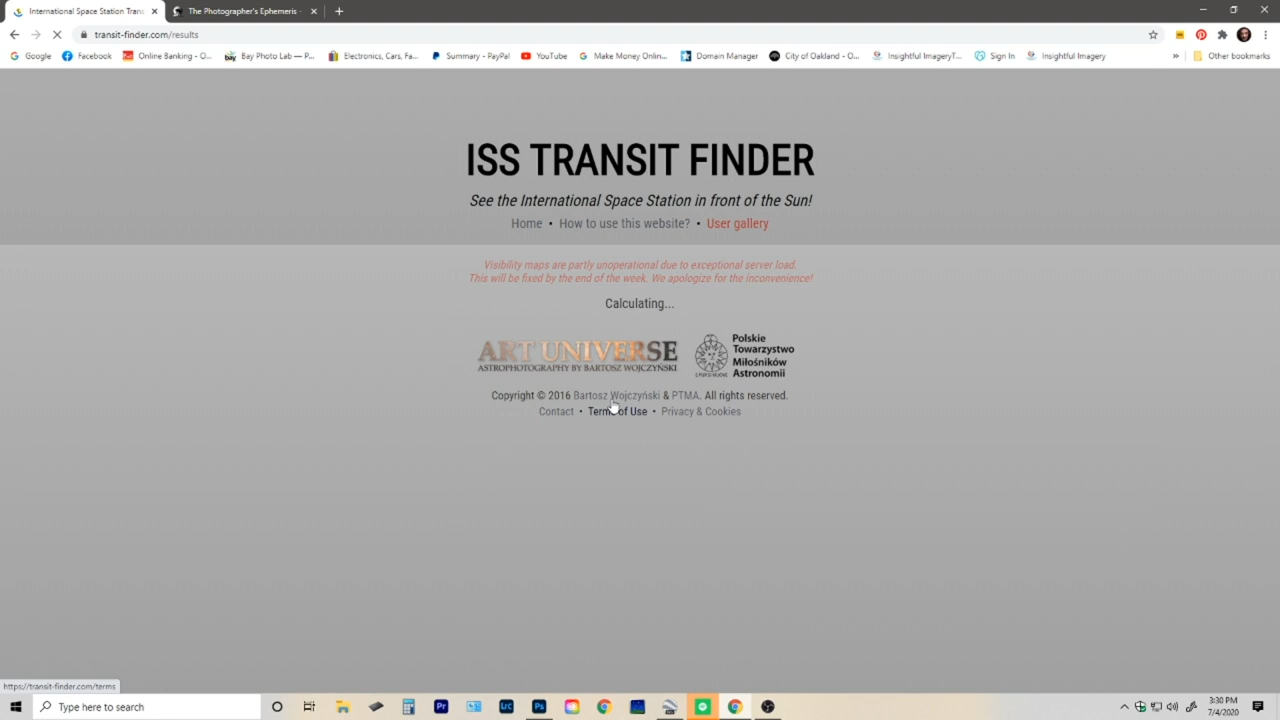 International Space Station Trans
The Photographer's Ephemeris -
transit-finder.com/results
Google
Facebook
Online Banking - O...
Bay Photo Lab — P...
Electronics, Cars, Fa...
Summary - PayPal
YouTube
Make Money Onlin...
Domain Manager
City of Oakland - O...
Insightful ImageryT...
Sign In
Insightful Imagery
Other bookmarks
ISS TRANSIT FINDER
See the International Space Station in front of the Sun!
Home • How to use this website? • User gallery
Visibility maps are partly unoperational due to exceptional server load.
This will be fixed by the end of the week. We apologize for the inconvenience!
Calculating...
ART UNIVERSE
ASTROPHOTOGRAPHY BY BARTOSZ WOJCZYŃSKI
Polskie
Towarzystwo
Miłośników
Astronomii
Copyright © 2016 Bartosz Wojczyński & PTMA. All rights reserved.
Contact • Terms of Use • Privacy & Cookies
https://transit-finder.com/terms
Type here to search
Pr
LrC
Ps
3:30 PM
7/4/2020